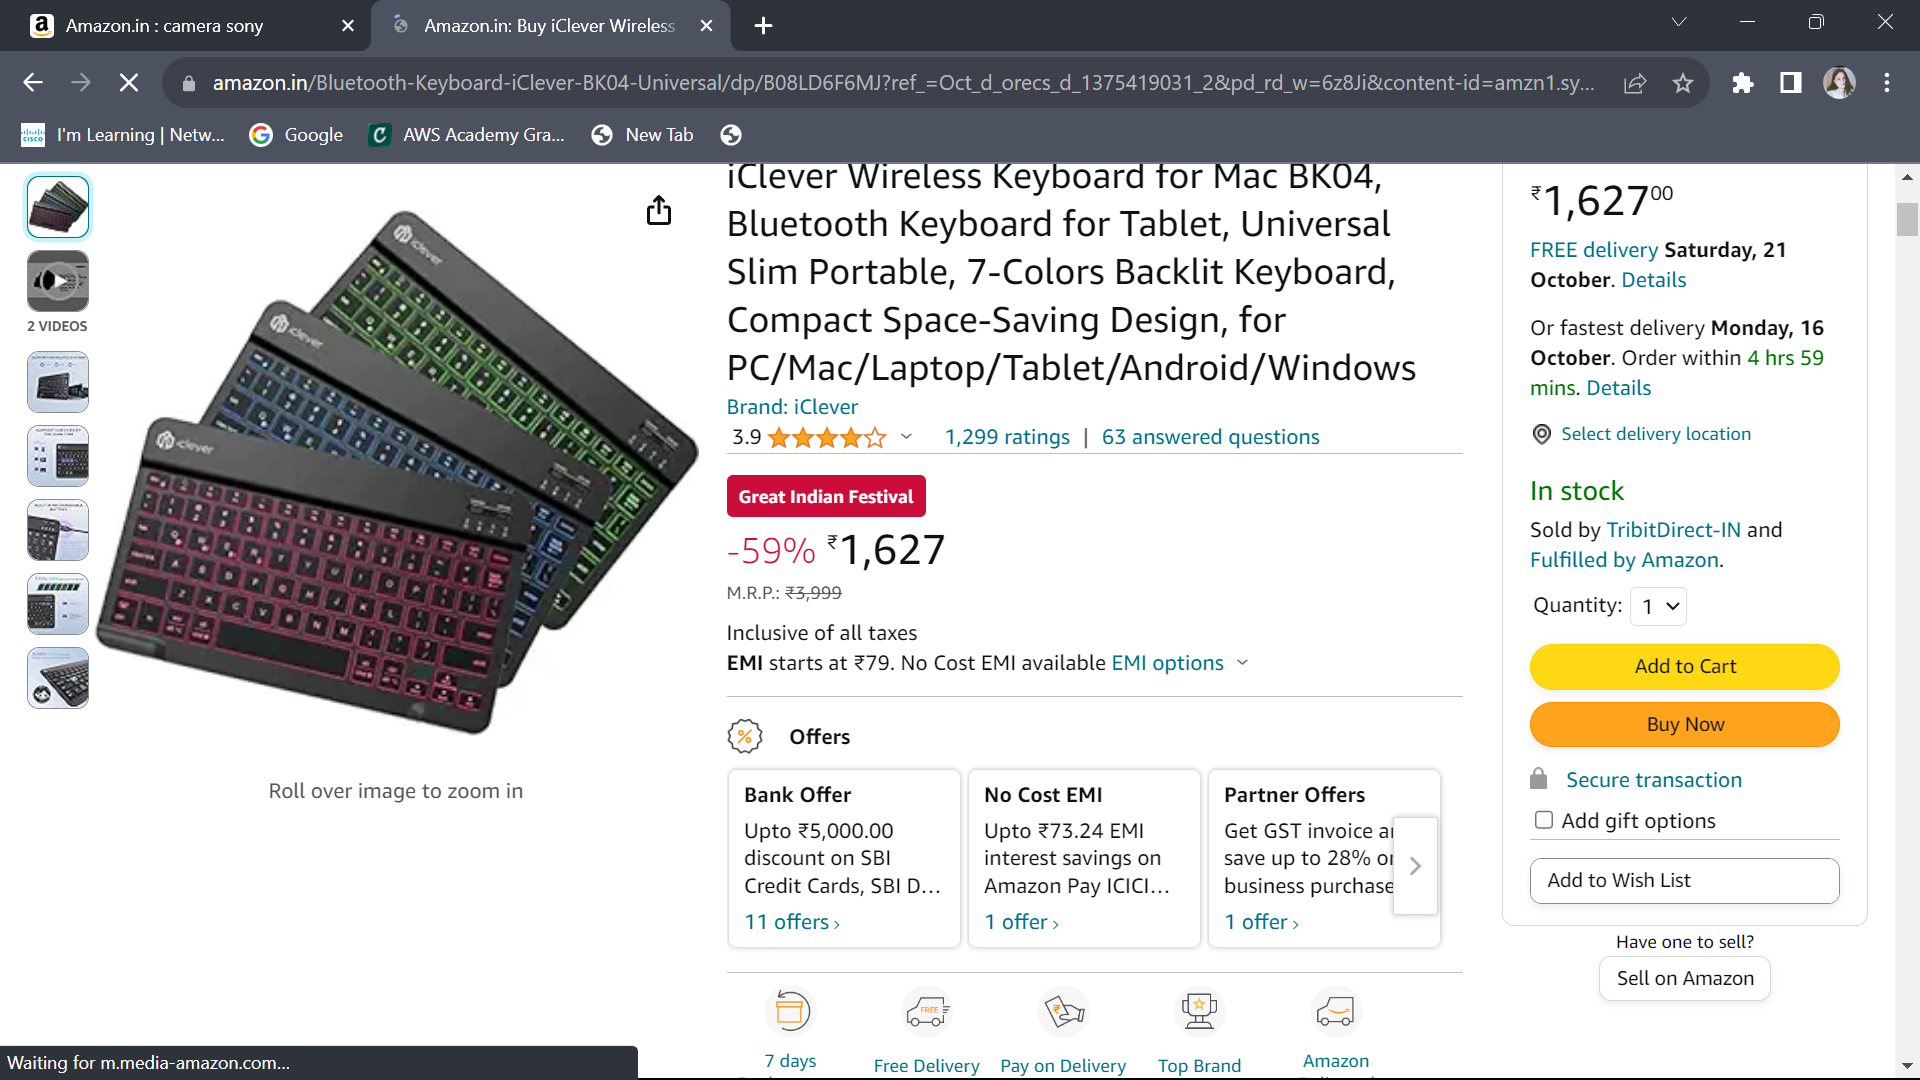 Amazon.in : camera sony
Amazon.in: Buy iClever Wireless
amazon.in/Bluetooth-Keyboard-iClever-BK04-Universal/dp/B08LD6F6MJ?ref_=Oct_d_orecs_d_1375419031_2&pd_rd_w=6z8Ji&content-id=amzn1.sy...
I'm Learning | Netw...
Google
AWS Academy Gra...
New Tab
2 VIDEOS
iClever
iClever
iClever
Roll over image to zoom in
iClever Wireless Keyboard for Mac BK04,
Bluetooth Keyboard for Tablet, Universal
Slim Portable, 7-Colors Backlit Keyboard,
Compact Space-Saving Design, for
PC/Mac/Laptop/Tablet/Android/Windows
Brand: iClever
3.9
1,299 ratings | 63 answered questions
Great Indian Festival
-59% ₹1,627
M.R.P.: ₹3,999
Inclusive of all taxes
EMI starts at ₹79. No Cost EMI available EMI options
Offers
Bank Offer
Upto ₹5,000.00
discount on SBI
Credit Cards, SBI D...
11 offers ›
No Cost EMI
Upto ₹73.24 EMI
interest savings on
Amazon Pay ICICI...
1 offer ›
Partner Offers
Get GST invoice a
save up to 28% o
business purchase
1 offer ›
7 days
FREE
Free Delivery
Pay on Delivery
Top Brand
Amazon
₹1,627⁰⁰
FREE delivery Saturday, 21
October. Details
Or fastest delivery Monday, 16
October. Order within 4 hrs 59
mins. Details
Select delivery location
In stock
Sold by TribitDirect-IN and
Fulfilled by Amazon.
Quantity: 1
Add to Cart
Buy Now
Secure transaction
Add gift options
Add to Wish List
Have one to sell?
Sell on Amazon
Waiting for m.media-amazon.com...